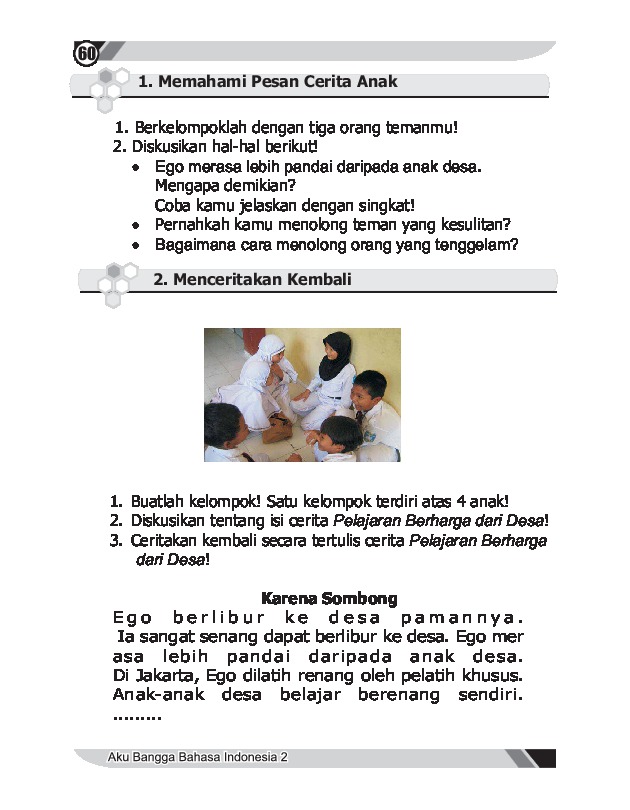 60
1. Memahami Pesan Cerita Anak
1. Berkelompoklah dengan tiga orang temanmu!
2. Diskusikan hal-hal berikut!
• Ego merasa lebih pandai daripada anak desa.
Mengapa demikian?
Coba kamu jelaskan dengan singkat!
• Pernahkah kamu menolong teman yang kesulitan?
• Bagaimana cara menolong orang yang tenggelam?
2. Menceritakan Kembali
1. Buatlah kelompok! Satu kelompok terdiri atas 4 anak!
2. Diskusikan tentang isi cerita Pelajaran Berharga dari Desa!
3. Ceritakan kembali secara tertulis cerita Pelajaran Berharga
dari Desa!
Karena Sombong
Ego berlibur ke desa pamannya.
Ia sangat senang dapat berlibur ke desa. Ego mer
asa lebih pandai daripada anak desa.
Di Jakarta, Ego dilatih renang oleh pelatih khusus.
Anak-anak desa belajar berenang sendiri.
.........
Aku Bangga Bahasa Indonesia 2